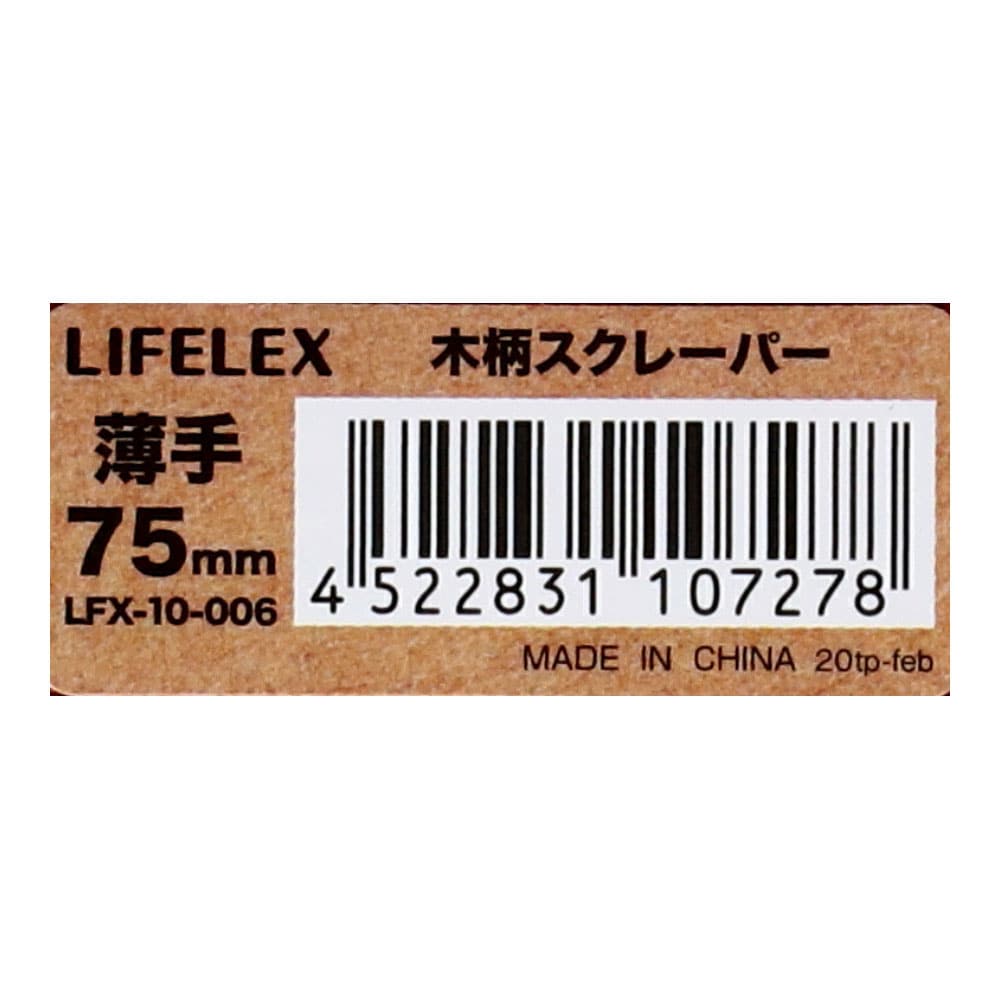 LIFELEX 木柄スクレーパー
薄手
75mm
LFX-10-006
4 522831 107278
MADE IN CHINA 20tp-feb